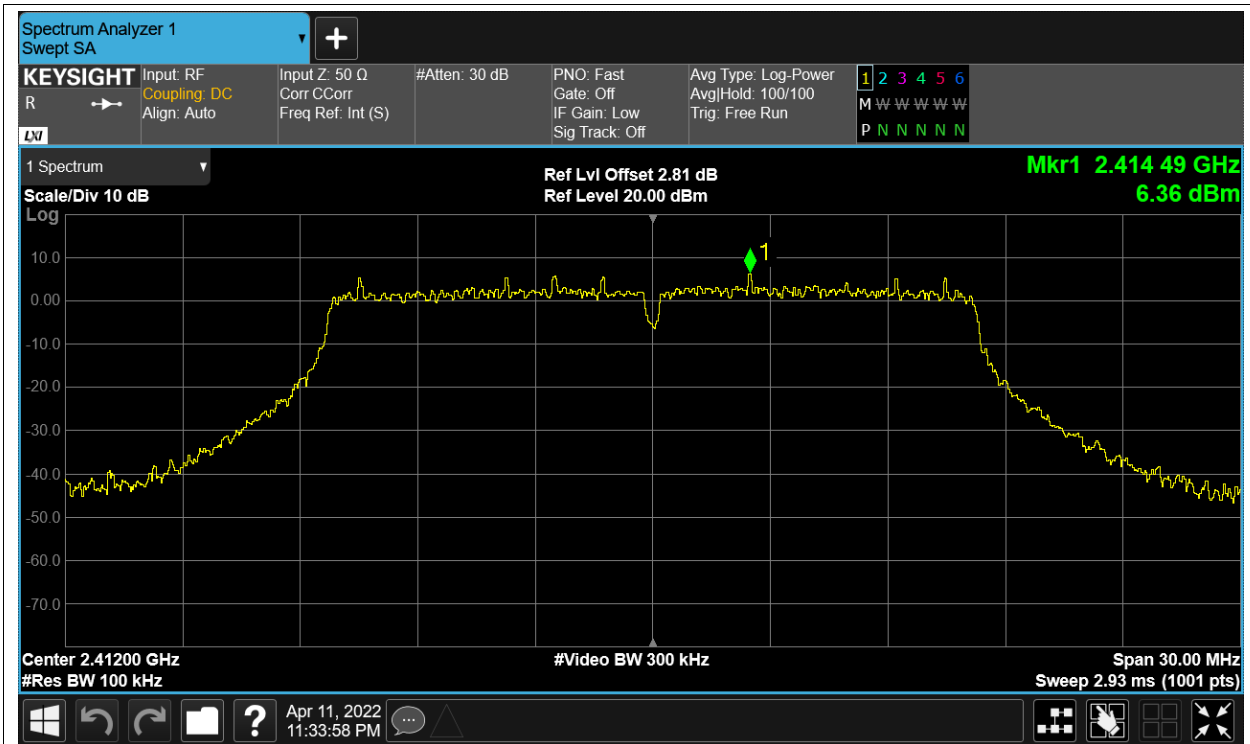 Spectrum Analyzer 1
Swept SA
+
KEYSIGHT
R
LXI
Input: RF
Coupling: DC
Align: Auto
Input Z: 50 Ω
Corr CCorr
Freq Ref: Int (S)
#Atten: 30 dB
PNO: Fast
Gate: Off
IF Gain: Low
Sig Track: Off
Avg Type: Log-Power
Avg|Hold: 100/100
Trig: Free Run
1 2 3 4 5 6
M W W W W W
P N N N N N
1 Spectrum
Scale/Div 10 dB
Log
Ref Lvl Offset 2.81 dB
Ref Level 20.00 dBm
Mkr1 2.414 49 GHz
6.36 dBm
1
10.0
0.00
-10.0
-20.0
-30.0
-40.0
-50.0
-60.0
-70.0
Center 2.41200 GHz
#Res BW 100 kHz
#Video BW 300 kHz
Span 30.00 MHz
Sweep 2.93 ms (1001 pts)
?
Apr 11, 2022
11:33:58 PM